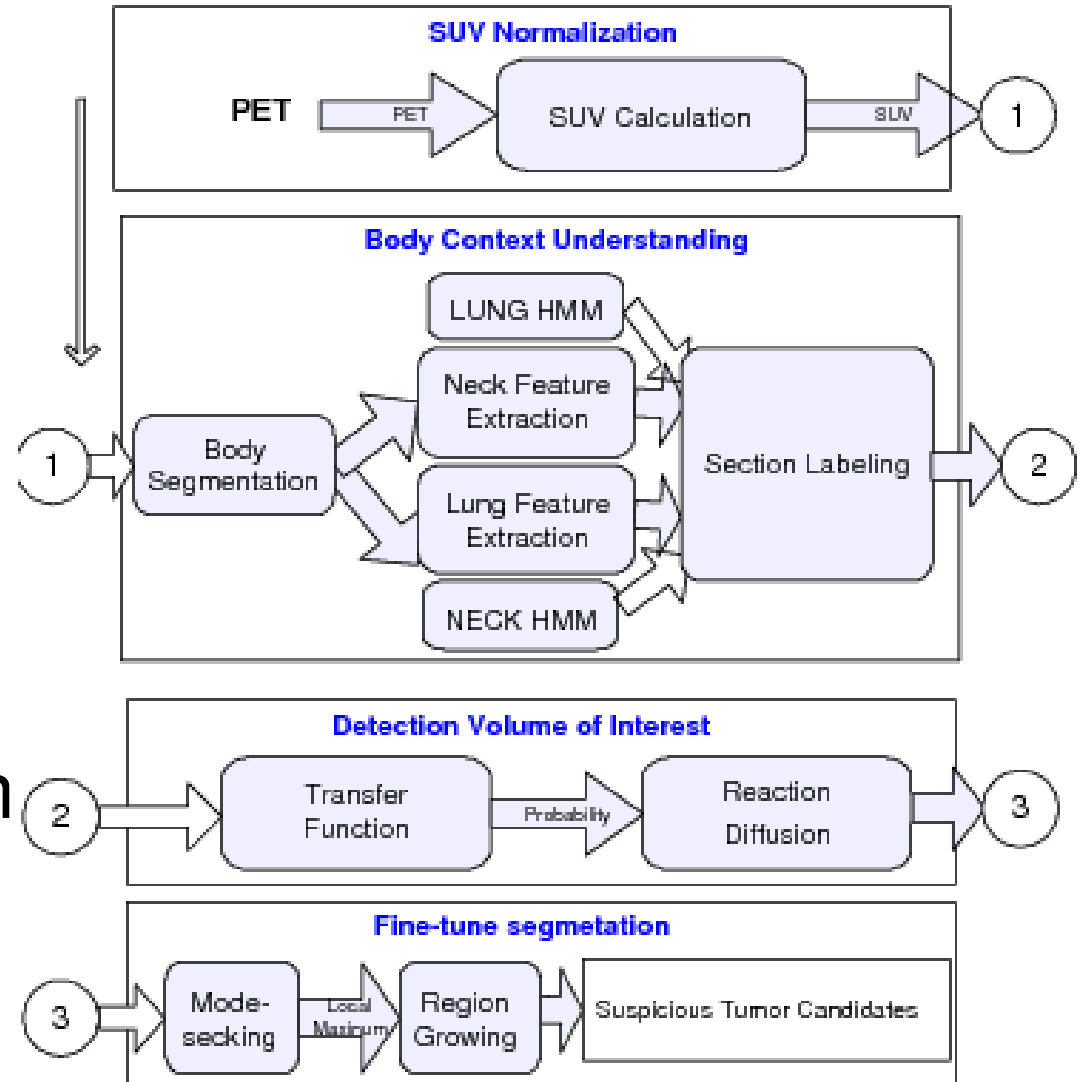 SUV Normalization
PET
PET
SUV Calculation
SUV
1
Body Context Understanding
LUNG HMM
Neck Feature
Extraction
1
Body
Segmentation
Section Labeling
2
Lung Feature
Extraction
NECK HMM
Detection Volume of Interest
n
2
Transfer
Function
Probability
Reaction
Diffusion
3
Fine-tune segmetation
3
Mode-
secking
Local
Maximum
Region
Growing
Suspicious Tumor Candidates